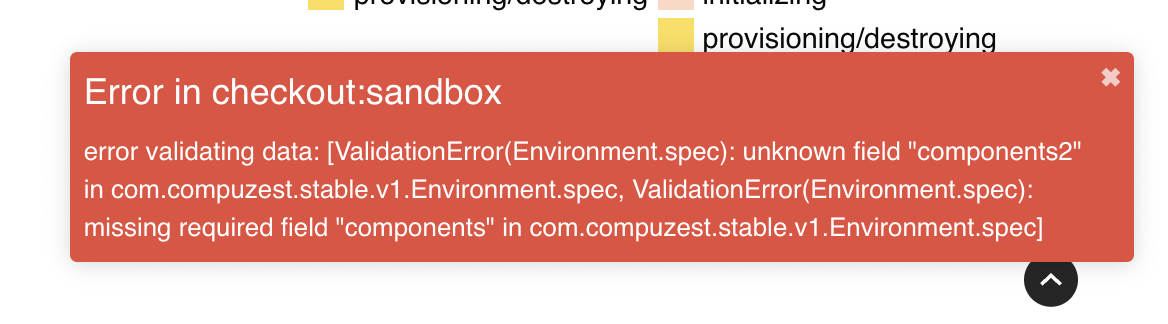 provisioning/destroying initializing
provisioning/destroying
Error in checkout:sandbox
error validating data: [ValidationError(Environment.spec): unknown field "components2"
in com.compuzest.stable.v1.Environment.spec, ValidationError(Environment.spec):
missing required field "components" in com.compuzest.stable.v1.Environment.spec]